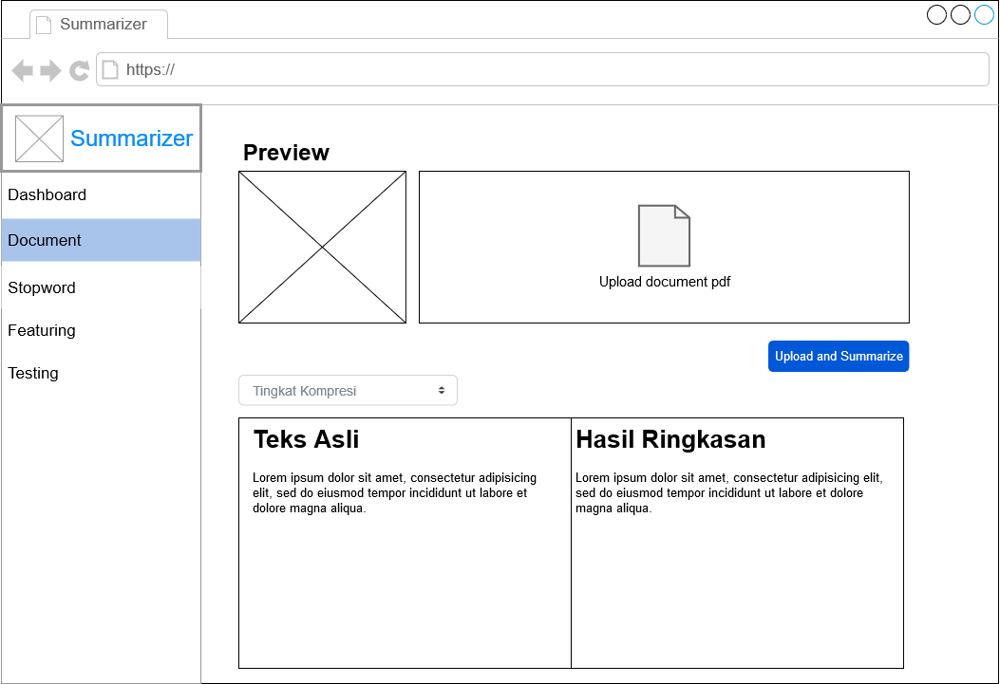 Summarizer
https://
Summarizer
Dashboard
Document
Stopword
Featuring
Testing
Preview
Upload document pdf
Upload and Summarize
Tingkat Kompresi
Teks Asli
Lorem ipsum dolor sit amet, consectetur adipisicing
elit, sed do eiusmod tempor incididunt ut labore et
dolore magna aliqua.
Hasil Ringkasan
Lorem ipsum dolor sit amet, consectetur adipisicing elit,
sed do eiusmod tempor incididunt ut labore et dolore
magna aliqua.